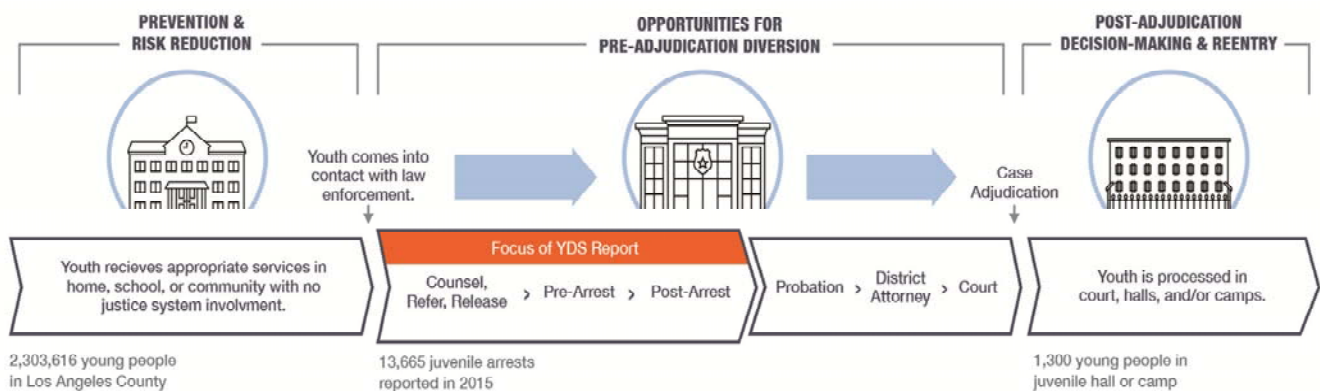 PREVENTION &
RISK REDUCTION
OPPORTUNITIES FOR
PRE-ADJUDICATION DIVERSION
POST-ADJUDICATION
DECISION-MAKING & REENTRY
Youth comes into
contact with law
enforcement.
Case
Adjudication
Youth recieves appropriate services in
home, school, or community with no
justice system involvment.
Focus of YDS Report
Counsel,
Refer, Release
> Pre-Arrest > Post-Arrest
Probation > District
Attorney > Court
Youth is processed in
court, halls, and/or camps.
2,303,616 young people
in Los Angeles County
13,665 juvenile arrests
reported in 2015
1,300 young people in
juvenile hall or camp